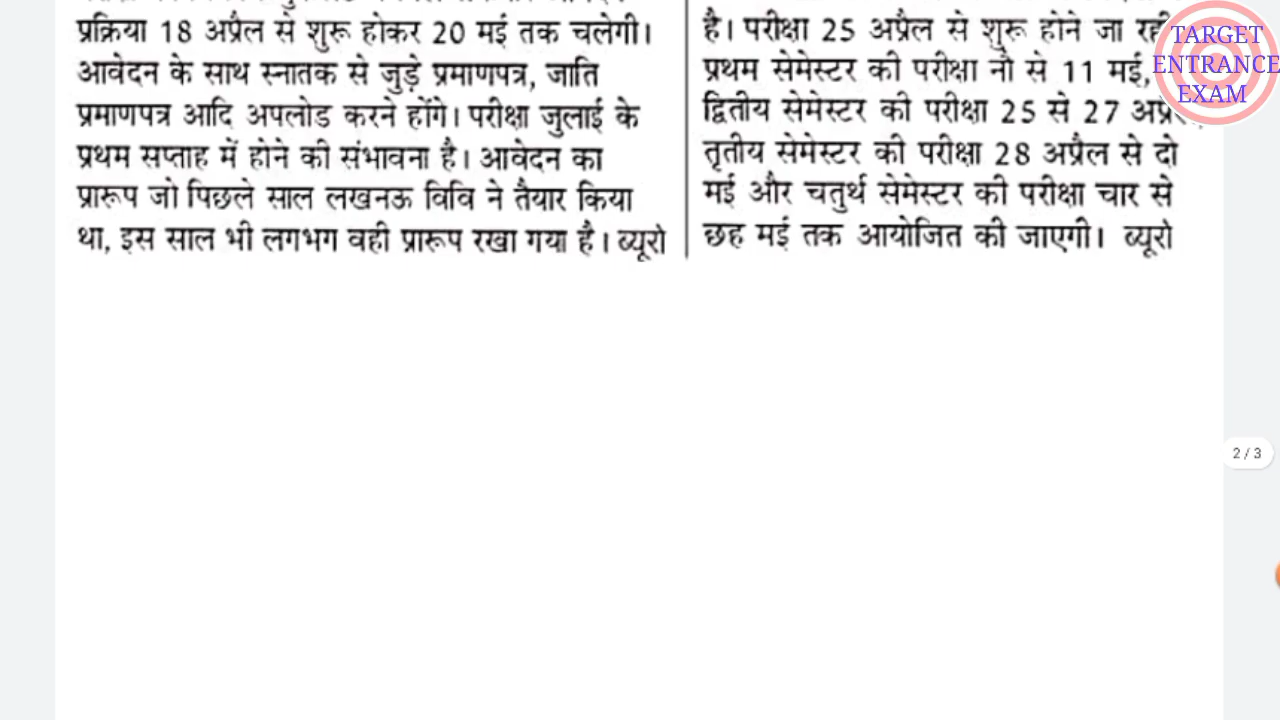 प्रक्रिया 18 अप्रैल से शुरू होकर 20 मई तक चलेगी।
आवेदन के साथ स्नातक से जुड़े प्रमाणपत्र, जाति
प्रमाणपत्र आदि अपलोड करने होंगे। परीक्षा जुलाई के
प्रथम सप्ताह में होने की संभावना है। आवेदन का
प्रारूप जो पिछले साल लखनऊ विवि ने तैयार किया
था, इस साल भी लगभग वही प्रारूप रखा गया है। ब्यूरो
है। परीक्षा 25 अप्रैल से शुरू होने जा
प्रथम सेमेस्टर की परीक्षा नौ से 11 मई,
द्वितीय सेमेस्टर की परीक्षा 25 से 27
तृतीय सेमेस्टर की परीक्षा 28 अप्रैल से दो
मई और चतुर्थ सेमेस्टर की परीक्षा चार से
छह मई तक आयोजित की जाएगी। ब्यूरो
TARGET
ENTRANCE
EXAM
2 / 3